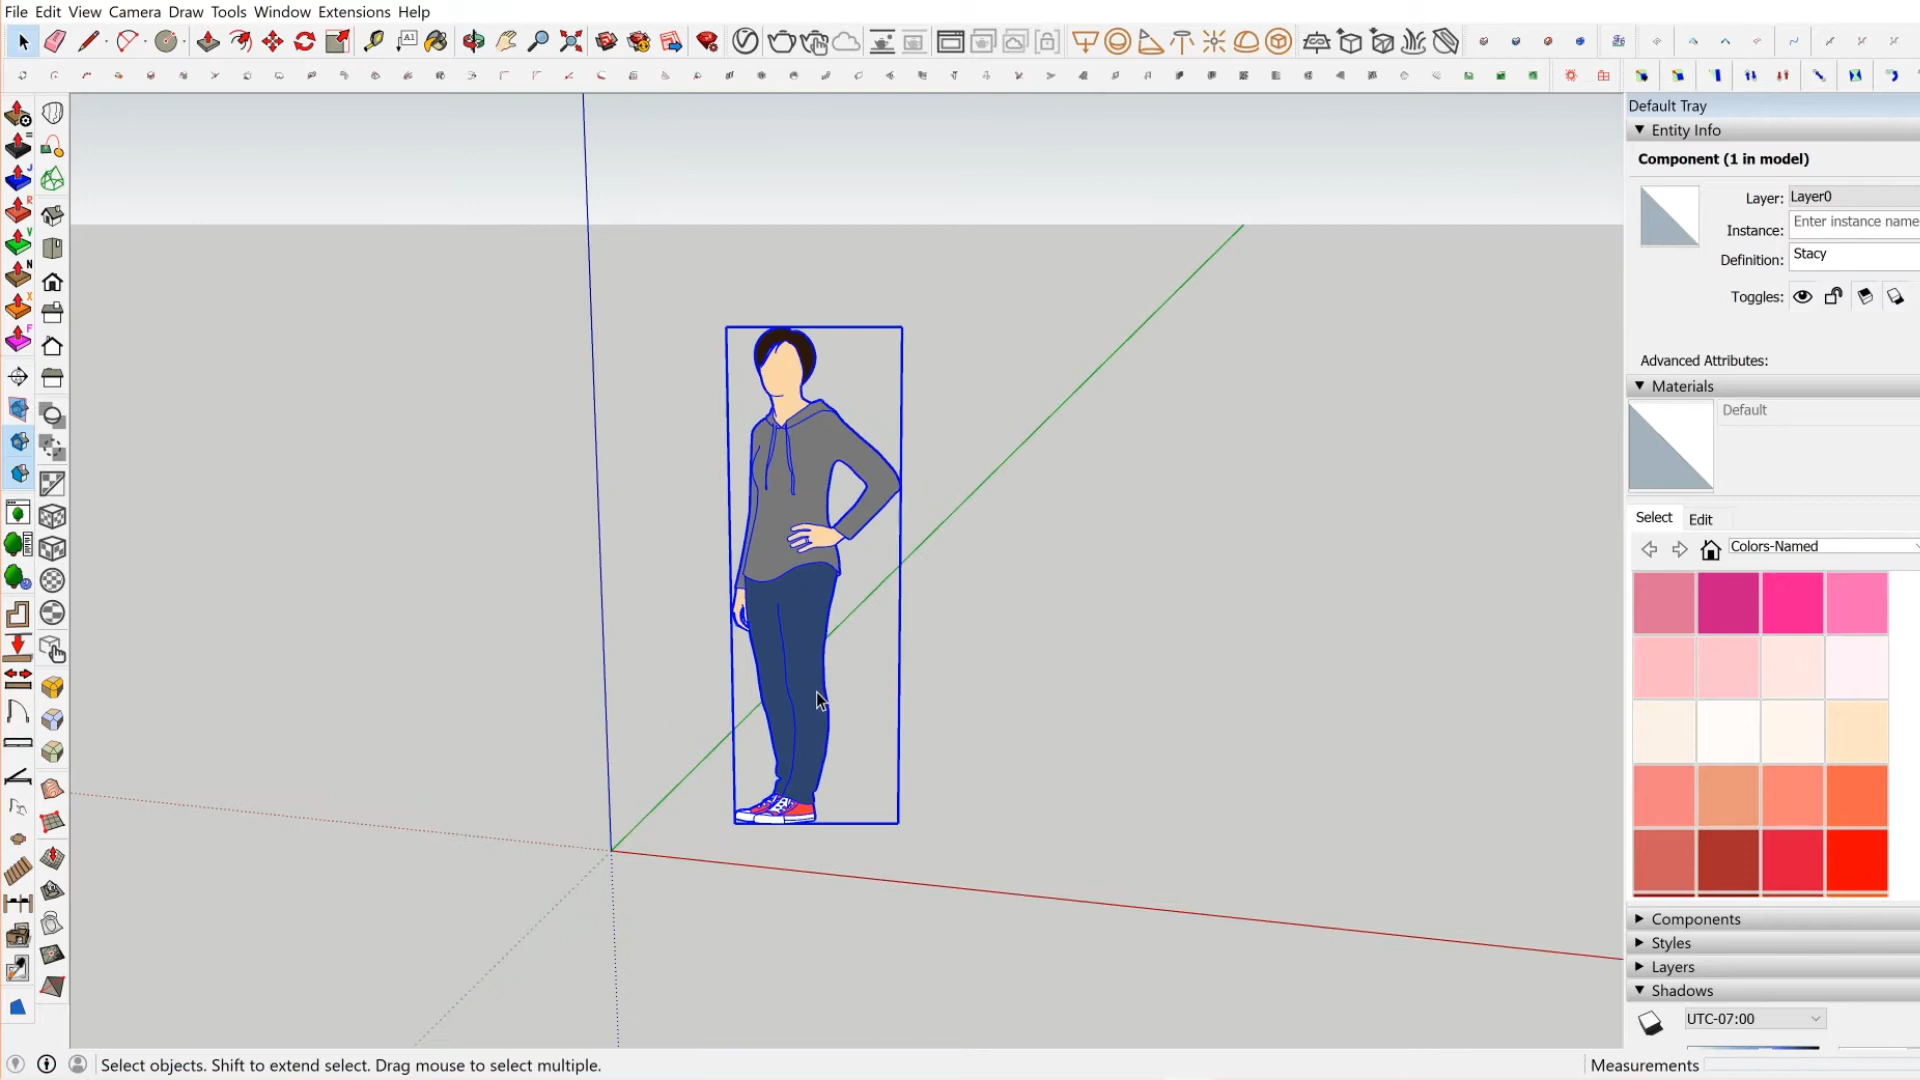 File Edit View Camera Draw Tools Window Extensions Help
A1
Default Tray
Entity Info
Component (1 in model)
Layer: Layer0
Instance: Enter instance name
Definition: Stacy
Toggles:
Advanced Attributes:
Materials
Default
Select Edit
Colors-Named
Components
Styles
Layers
Shadows
UTC-07:00
J
R
V
N
X
F
Select objects. Shift to extend select. Drag mouse to select multiple.
Measurements